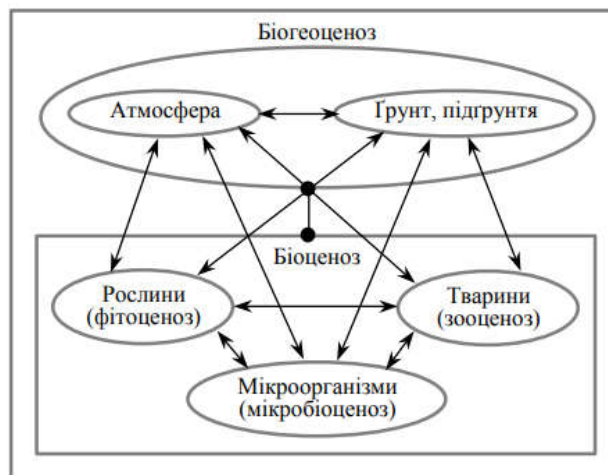 Біогеоценоз
Атмосфера
Ґрунт, підґрунтя
Біоценоз
Рослини
(фітоценоз)
Тварини
(зооценоз)
Мікроорганізми
(мікробіоценоз)